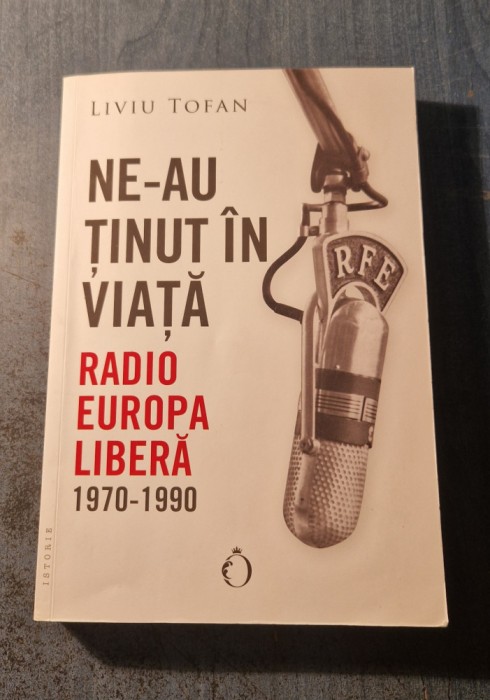 LIVIU TOFAN
NE-AU
ȚINUT ÎN
VIAȚĂ
RADIO
EUROPA
LIBERĂ
1970-1990
RFE
ISTORIE